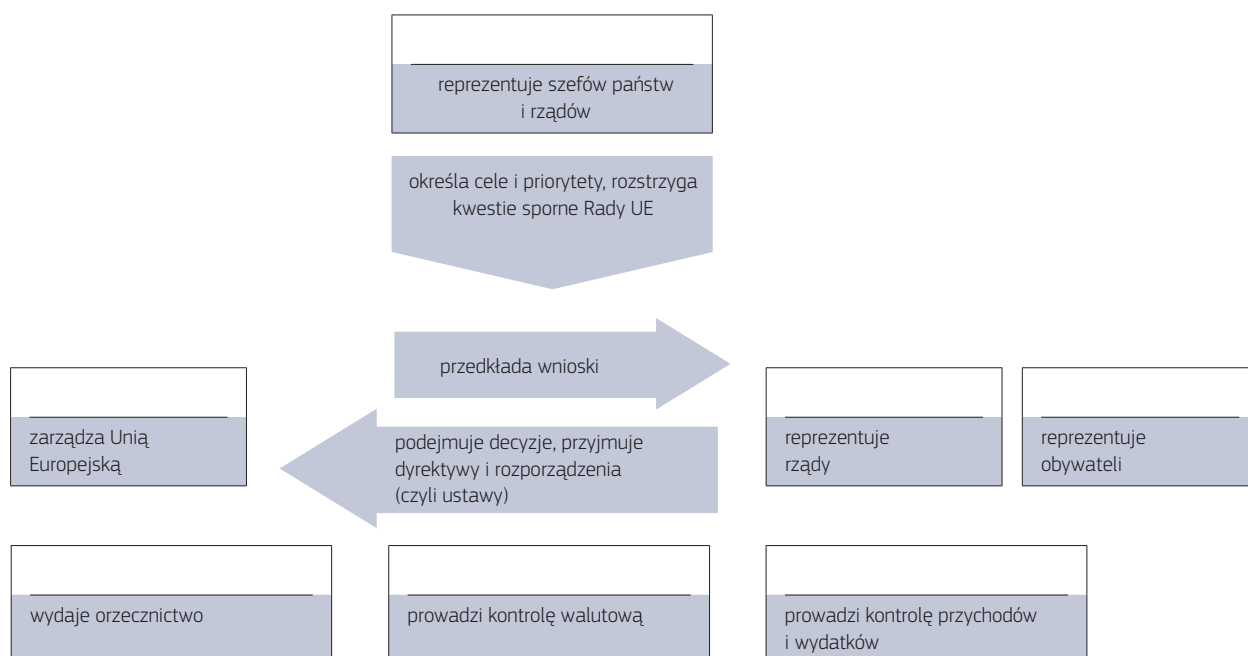 reprezentuje szefów państw
i rządów
określa cele i priorytety, rozstrzyga
kwestie sporne Rady UE
przedkłada wnioski
zarządza Unią
Europejską
podejmuje decyzje, przyjmuje
dyrektywy i rozporządzenia
(czyli ustawy)
reprezentuje
rządy
reprezentuje
obywateli
wydaje orzecznictwo
prowadzi kontrolę walutową
prowadzi kontrolę przychodów
i wydatków